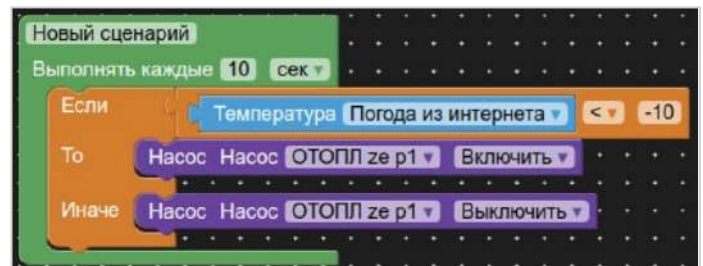 Новый сценарий
Выполнять каждые 10 сек
Если Температура Погода из интернета < -10
То Насос Насос ОТОПЛ ze p1 Включить
Иначе Насос Насос ОТОПЛ ze p1 Выключить